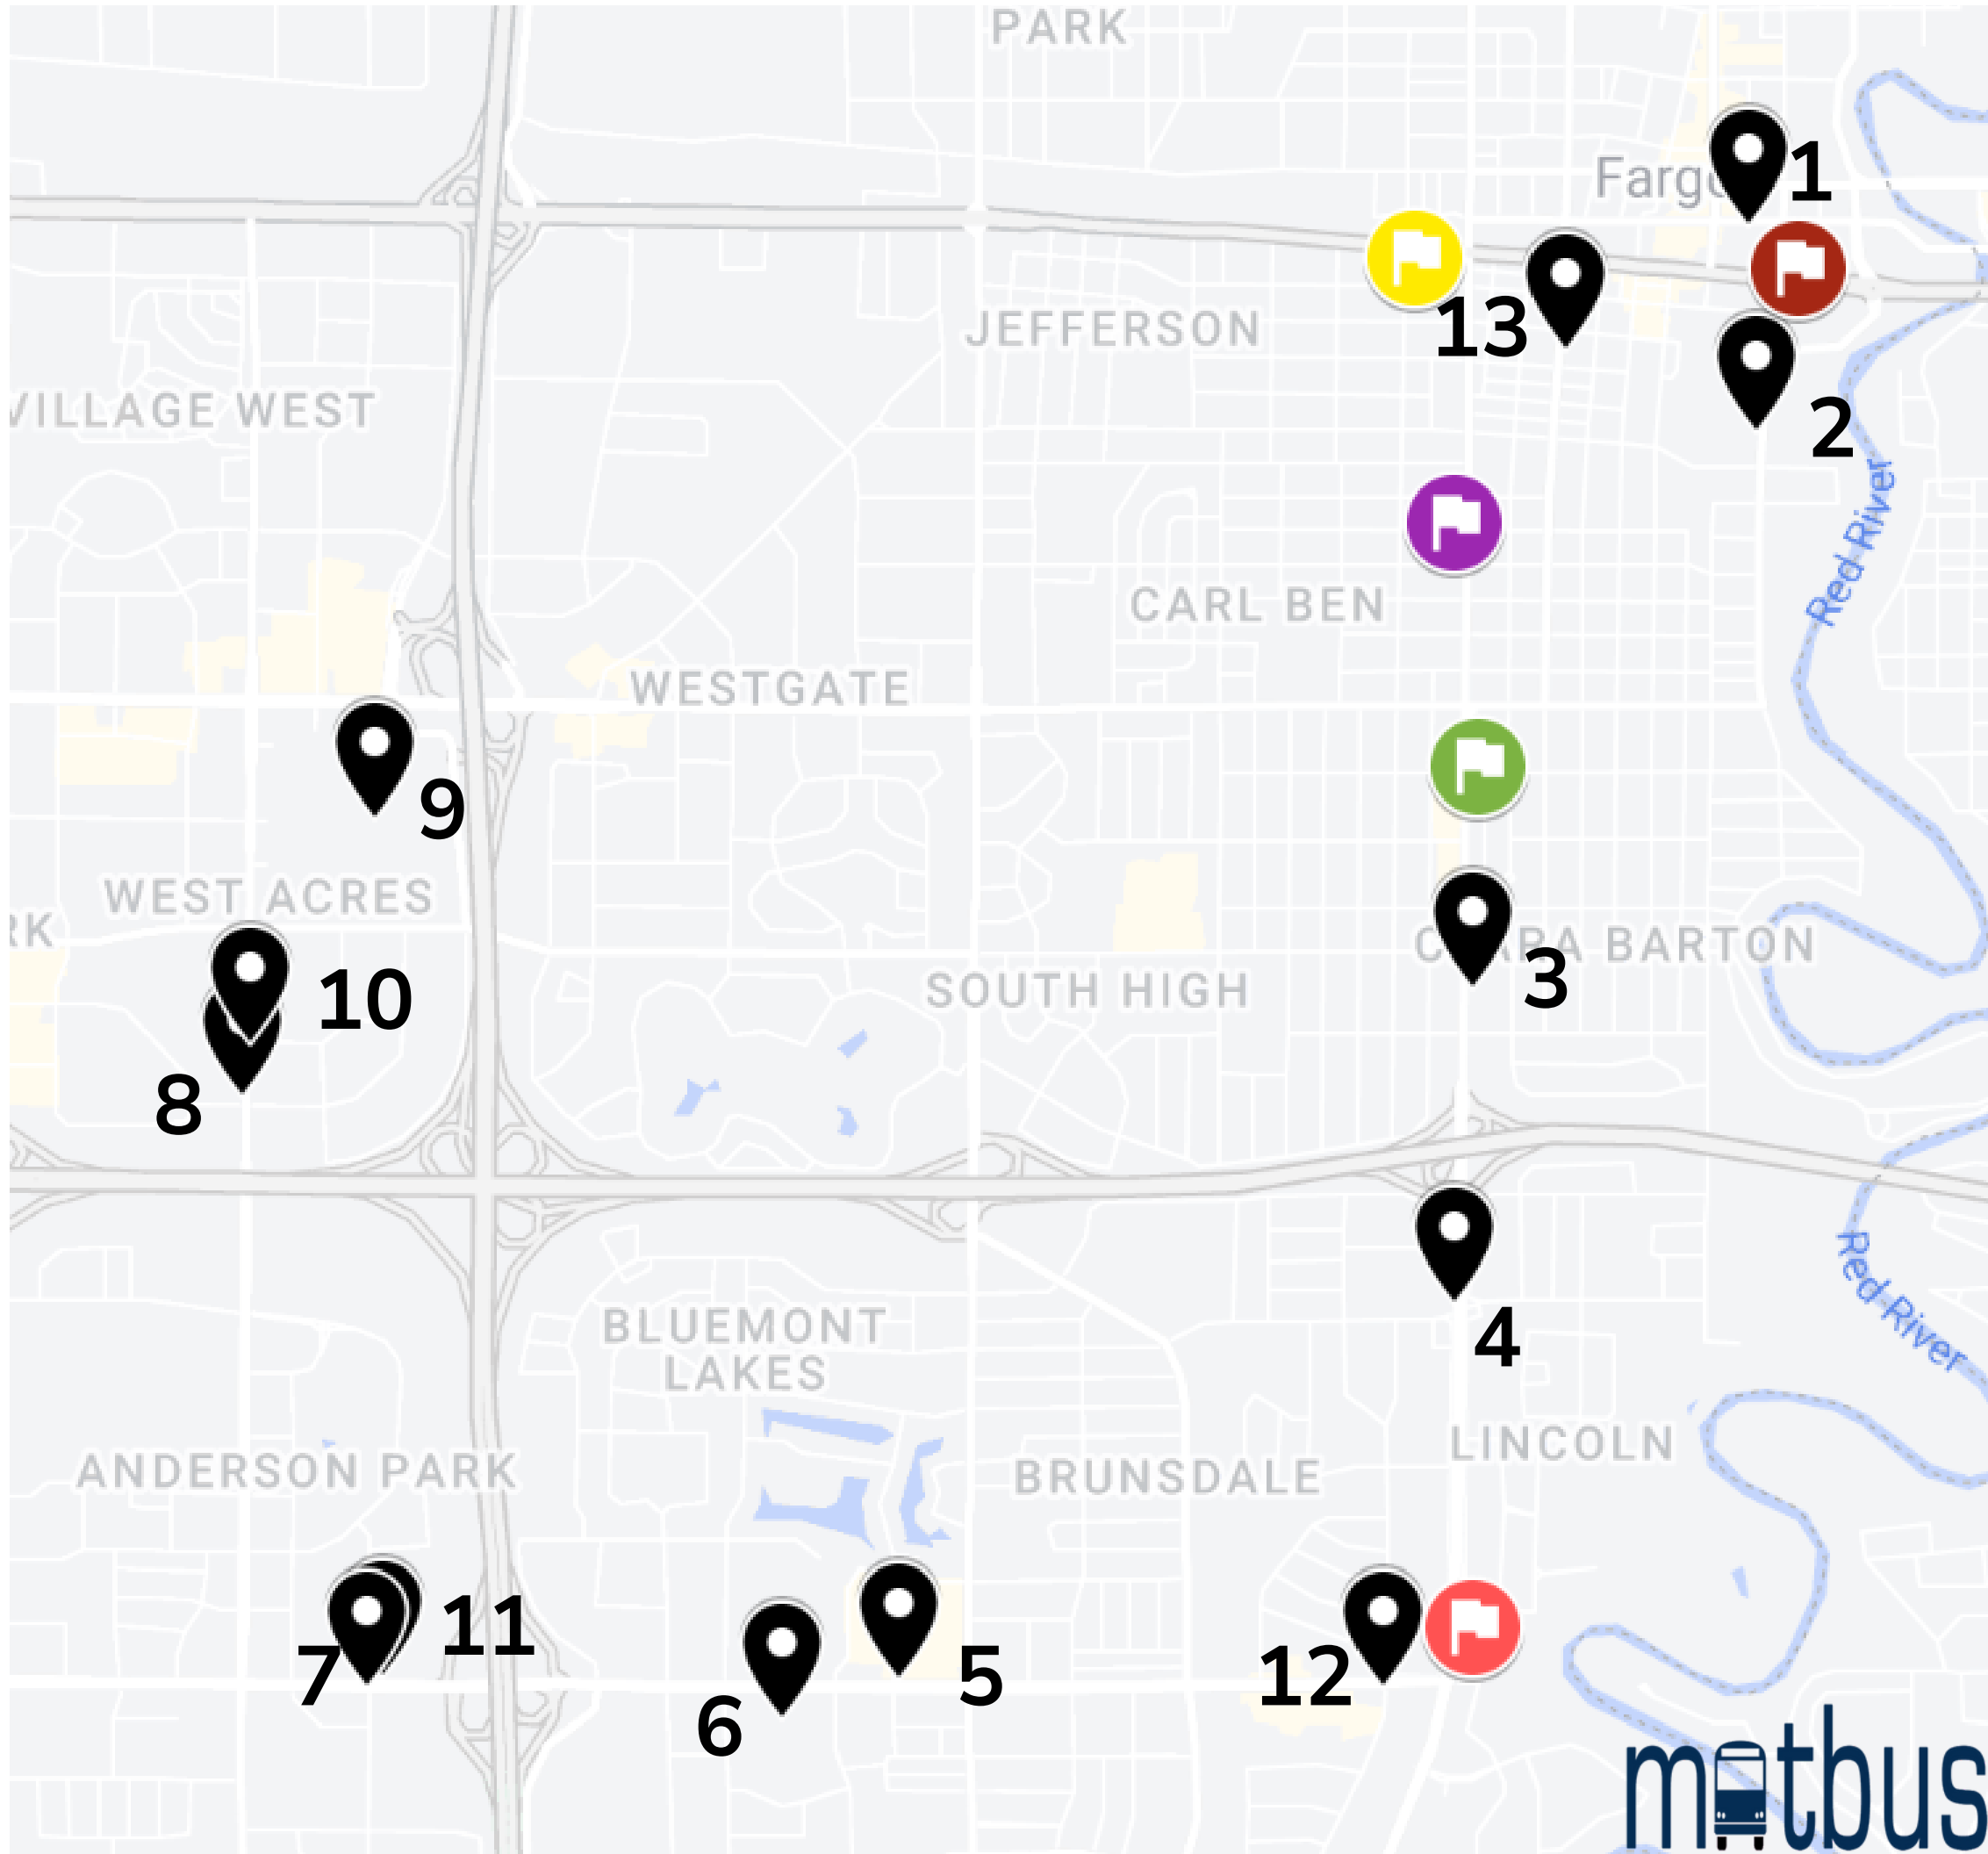 PARK
1
Fargo
13
JEFFERSON
VILLAGE WEST
2
Red River
CARL BEN
WESTGATE
9
WEST ACRES
RK
CLARA BARTON
3
SOUTH HIGH
10
8
Red River
4
BLUEMONT
LAKES
LINCOLN
ANDERSON PARK
BRUNSDALE
11
7
5
12
6
matbus